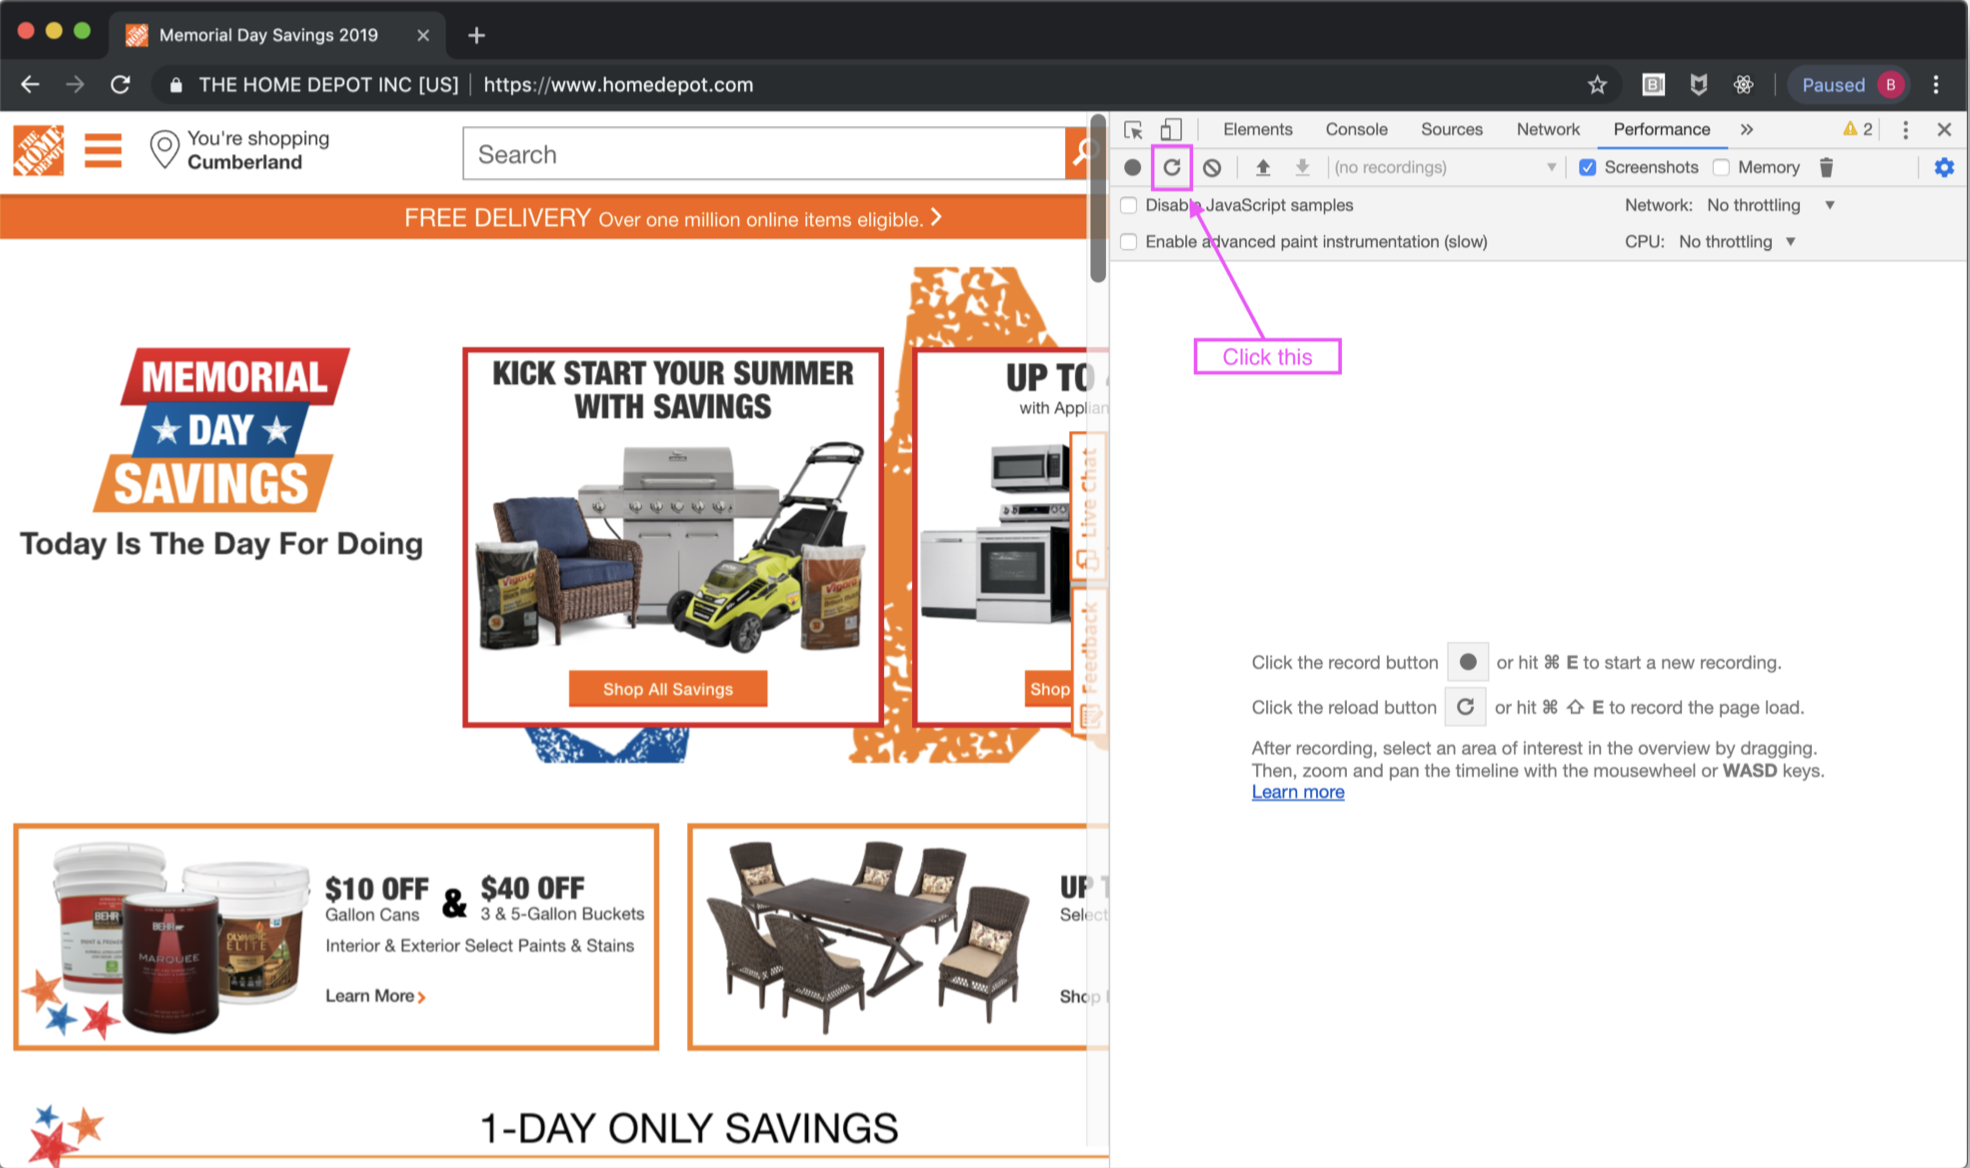 Memorial Day Savings 2019
THE HOME DEPOT INC [US] | https://www.homedepot.com
Paused B
THE HOME DEPOT
You're shopping
Cumberland
Search
FREE DELIVERY Over one million online items eligible.
MEMORIAL
DAY
SAVINGS
Today Is The Day For Doing
KICK START YOUR SUMMER
WITH SAVINGS
Vigoro
Vigoro
Shop All Savings
UP TO
with Applian
Shop
Live Chat
Feedback
BEHR
BEHR
MARQUEE
OLYMPIC
ELITE
$10 OFF
Gallon Cans
&
$40 OFF
3 & 5-Gallon Buckets
Interior & Exterior Select Paints & Stains
Learn More
UP T
Select
Shop
1-DAY ONLY SAVINGS
Elements Console Sources Network Performance » 2
(no recordings) Screenshots Memory
Disable JavaScript samples Network: No throttling
Enable advanced paint instrumentation (slow) CPU: No throttling
Click this
Click the record button or hit ⌘ E to start a new recording.
Click the reload button or hit ⌘ ⇧ E to record the page load.
After recording, select an area of interest in the overview by dragging.
Then, zoom and pan the timeline with the mousewheel or WASD keys.
Learn more